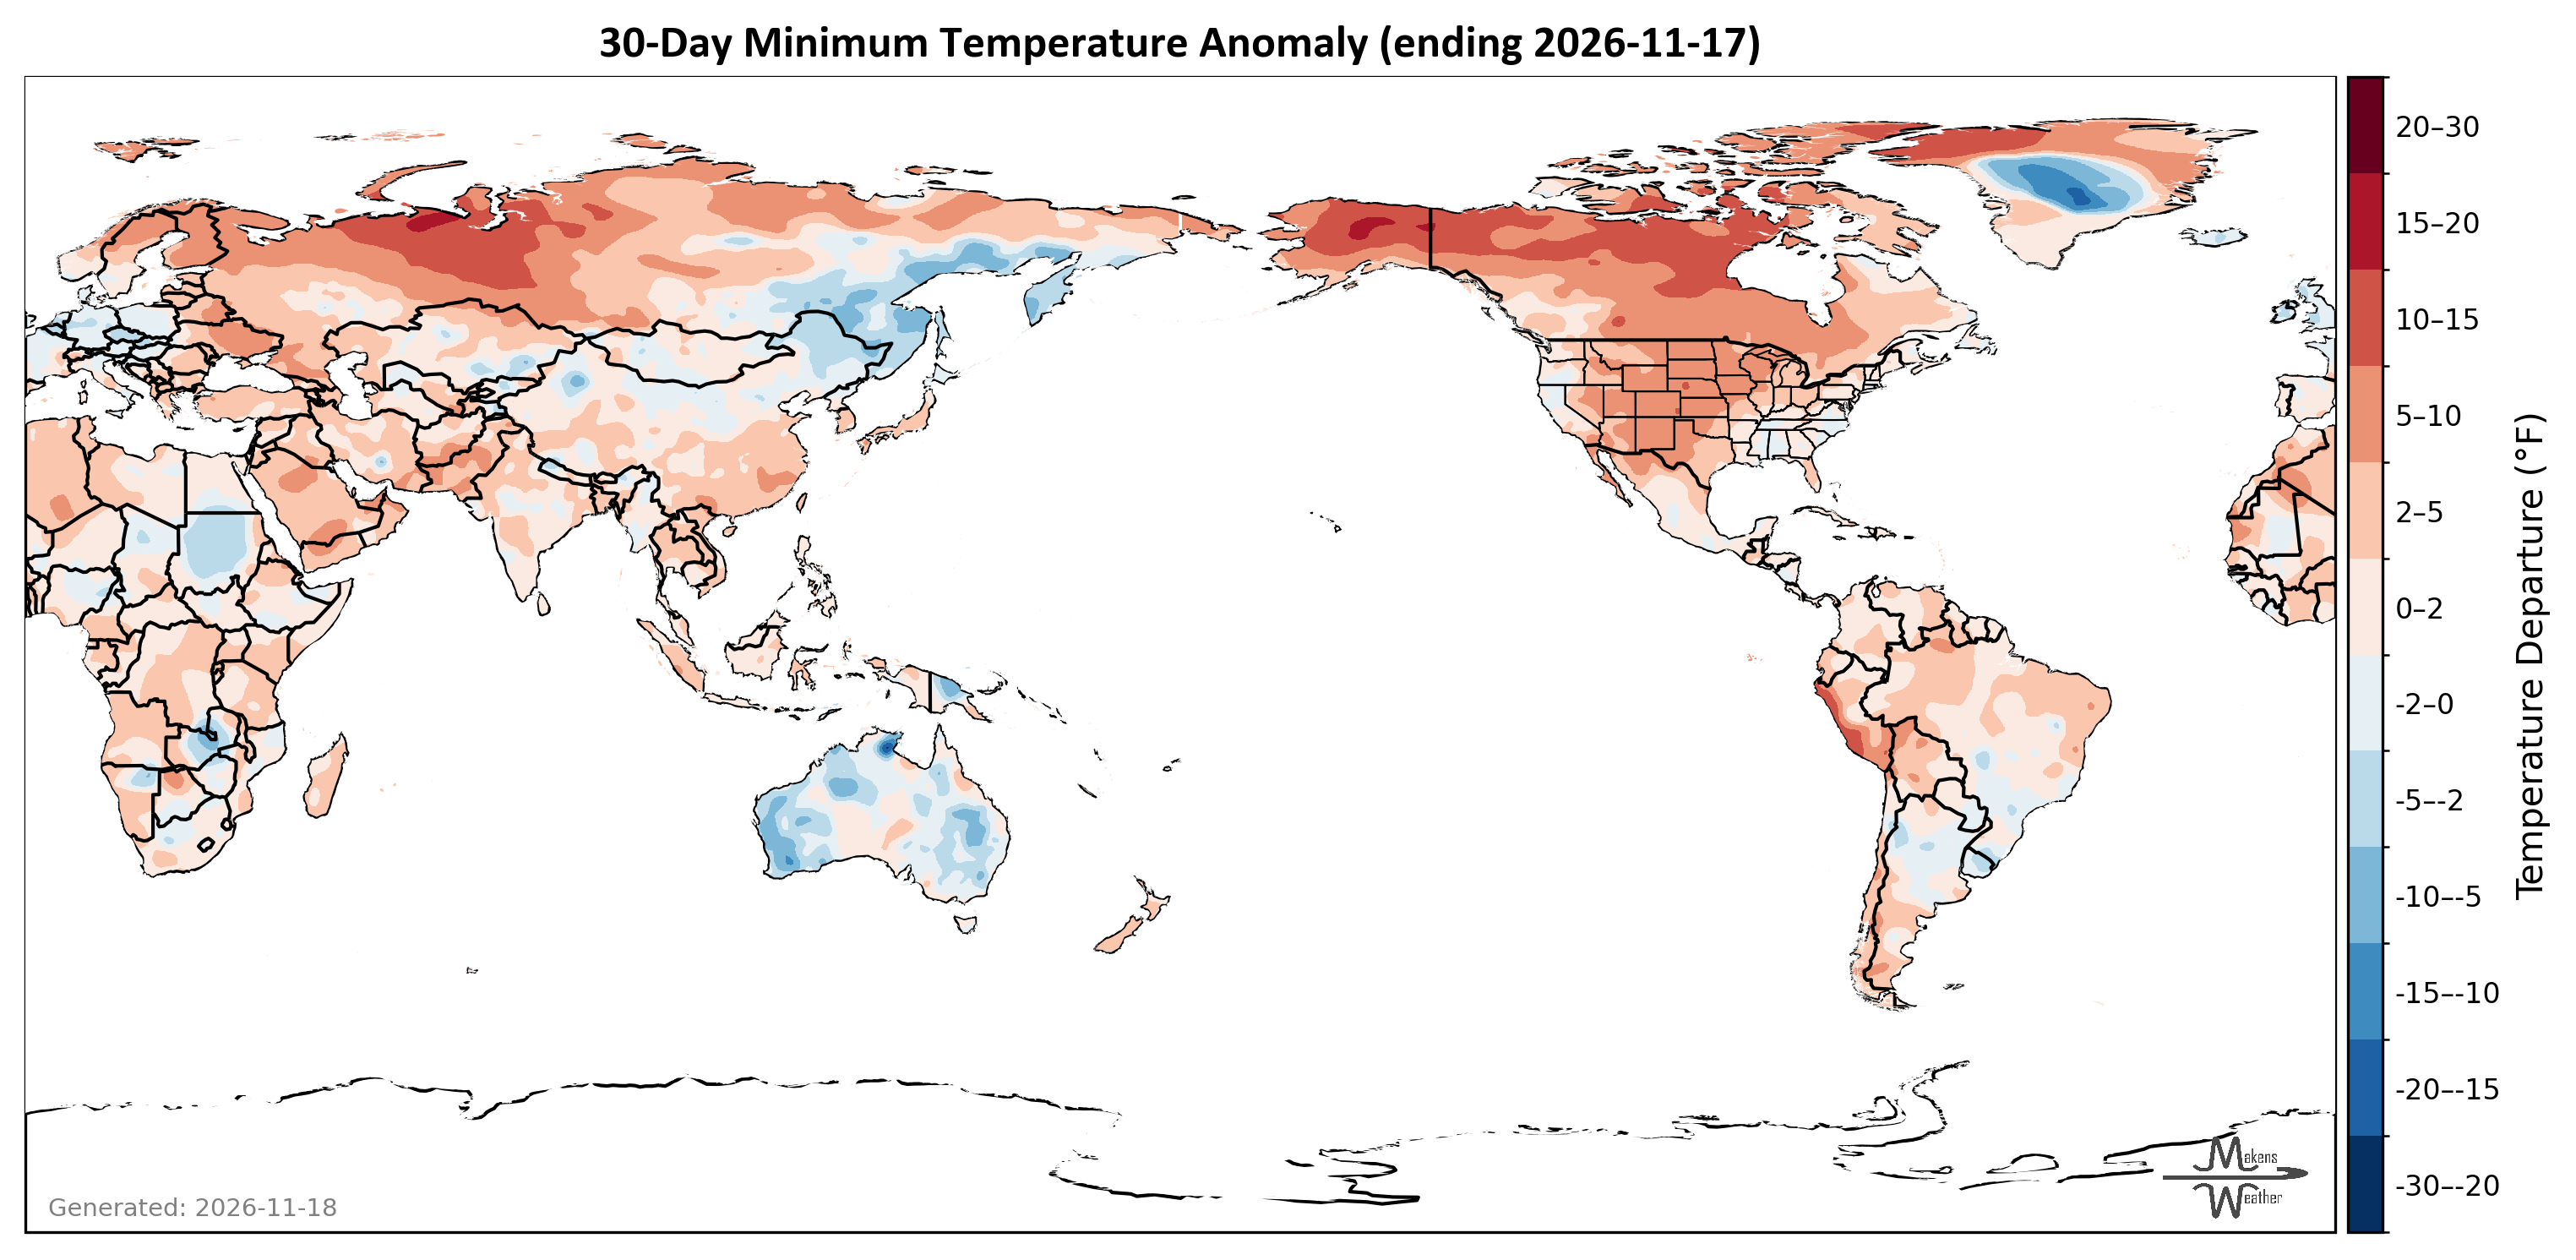 30-Day Minimum Temperature Anomaly (ending 2026-11-17)
20–30
15–20
10–15
5–10
2–5
0–2
-2–0
-5–-2
-10–-5
-15–-10
-20–-15
-30–-20
Temperature Departure (°F)
Makens
Weather
Generated: 2026-11-18